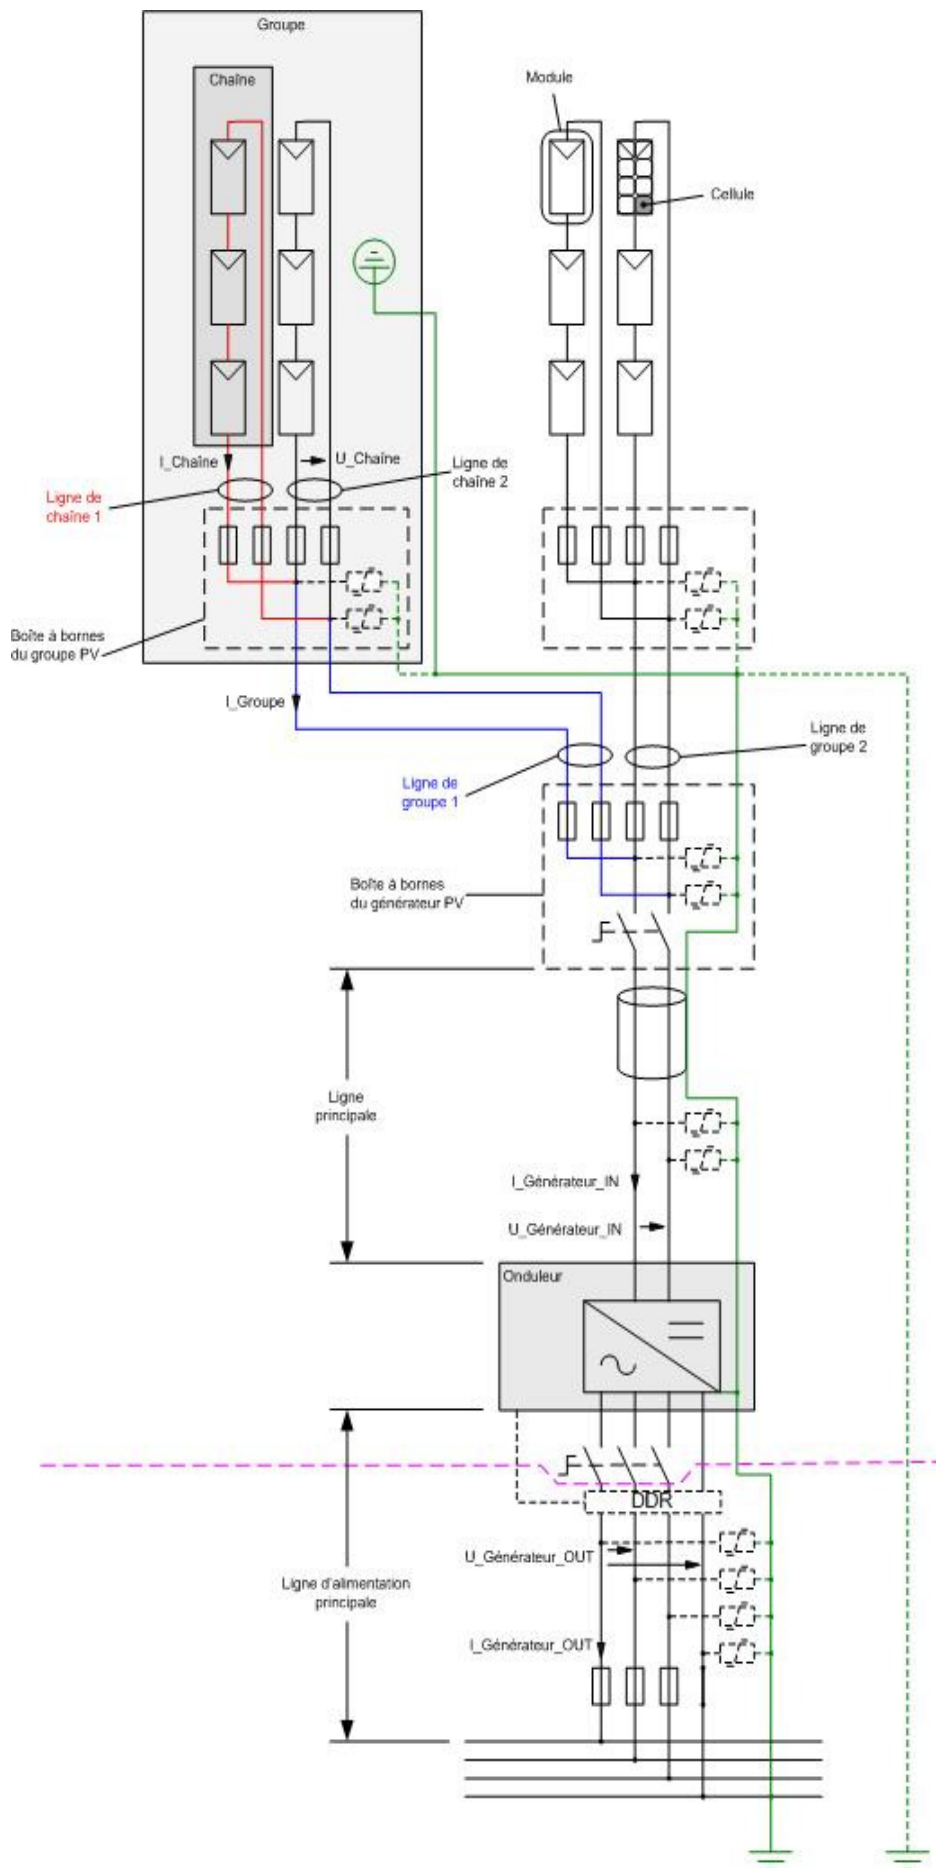 Groupe
Chaîne
Module
Cellule
I_Chaîne
U_Chaîne
Ligne de
chaîne 2
Ligne de
chaîne 1
Boîte à bornes
du groupe PV
I_Groupe
Ligne de
groupe 2
Ligne de
groupe 1
Boîte à bornes
du générateur PV
Ligne
principale
I_Générateur_IN
U_Générateur_IN
Onduleur
DDR
U_Générateur_OUT
Ligne d'alimentation
principale
I_Générateur_OUT